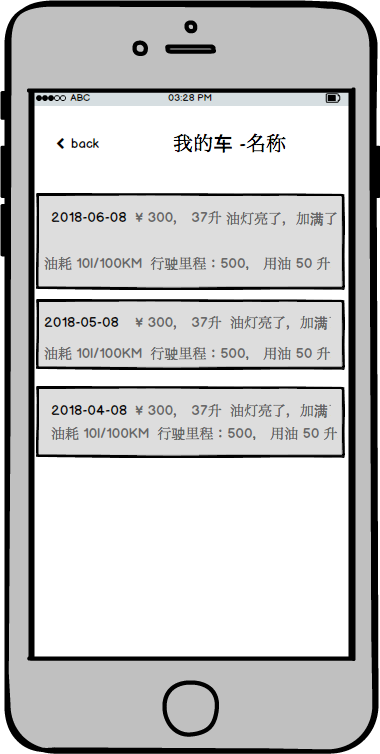 ABC 03:28 PM
back 我的车 -名称
2018-06-08 ¥ 300， 37升 油灯亮了，加满了
油耗 10l/100KM 行驶里程：500， 用油 50 升
2018-05-08 ¥ 300， 37升 油灯亮了，加满
油耗 10l/100KM 行驶里程：500， 用油 50 升
2018-04-08 ¥ 300， 37升 油灯亮了，加满
油耗 10l/100KM 行驶里程：500， 用油 50 升